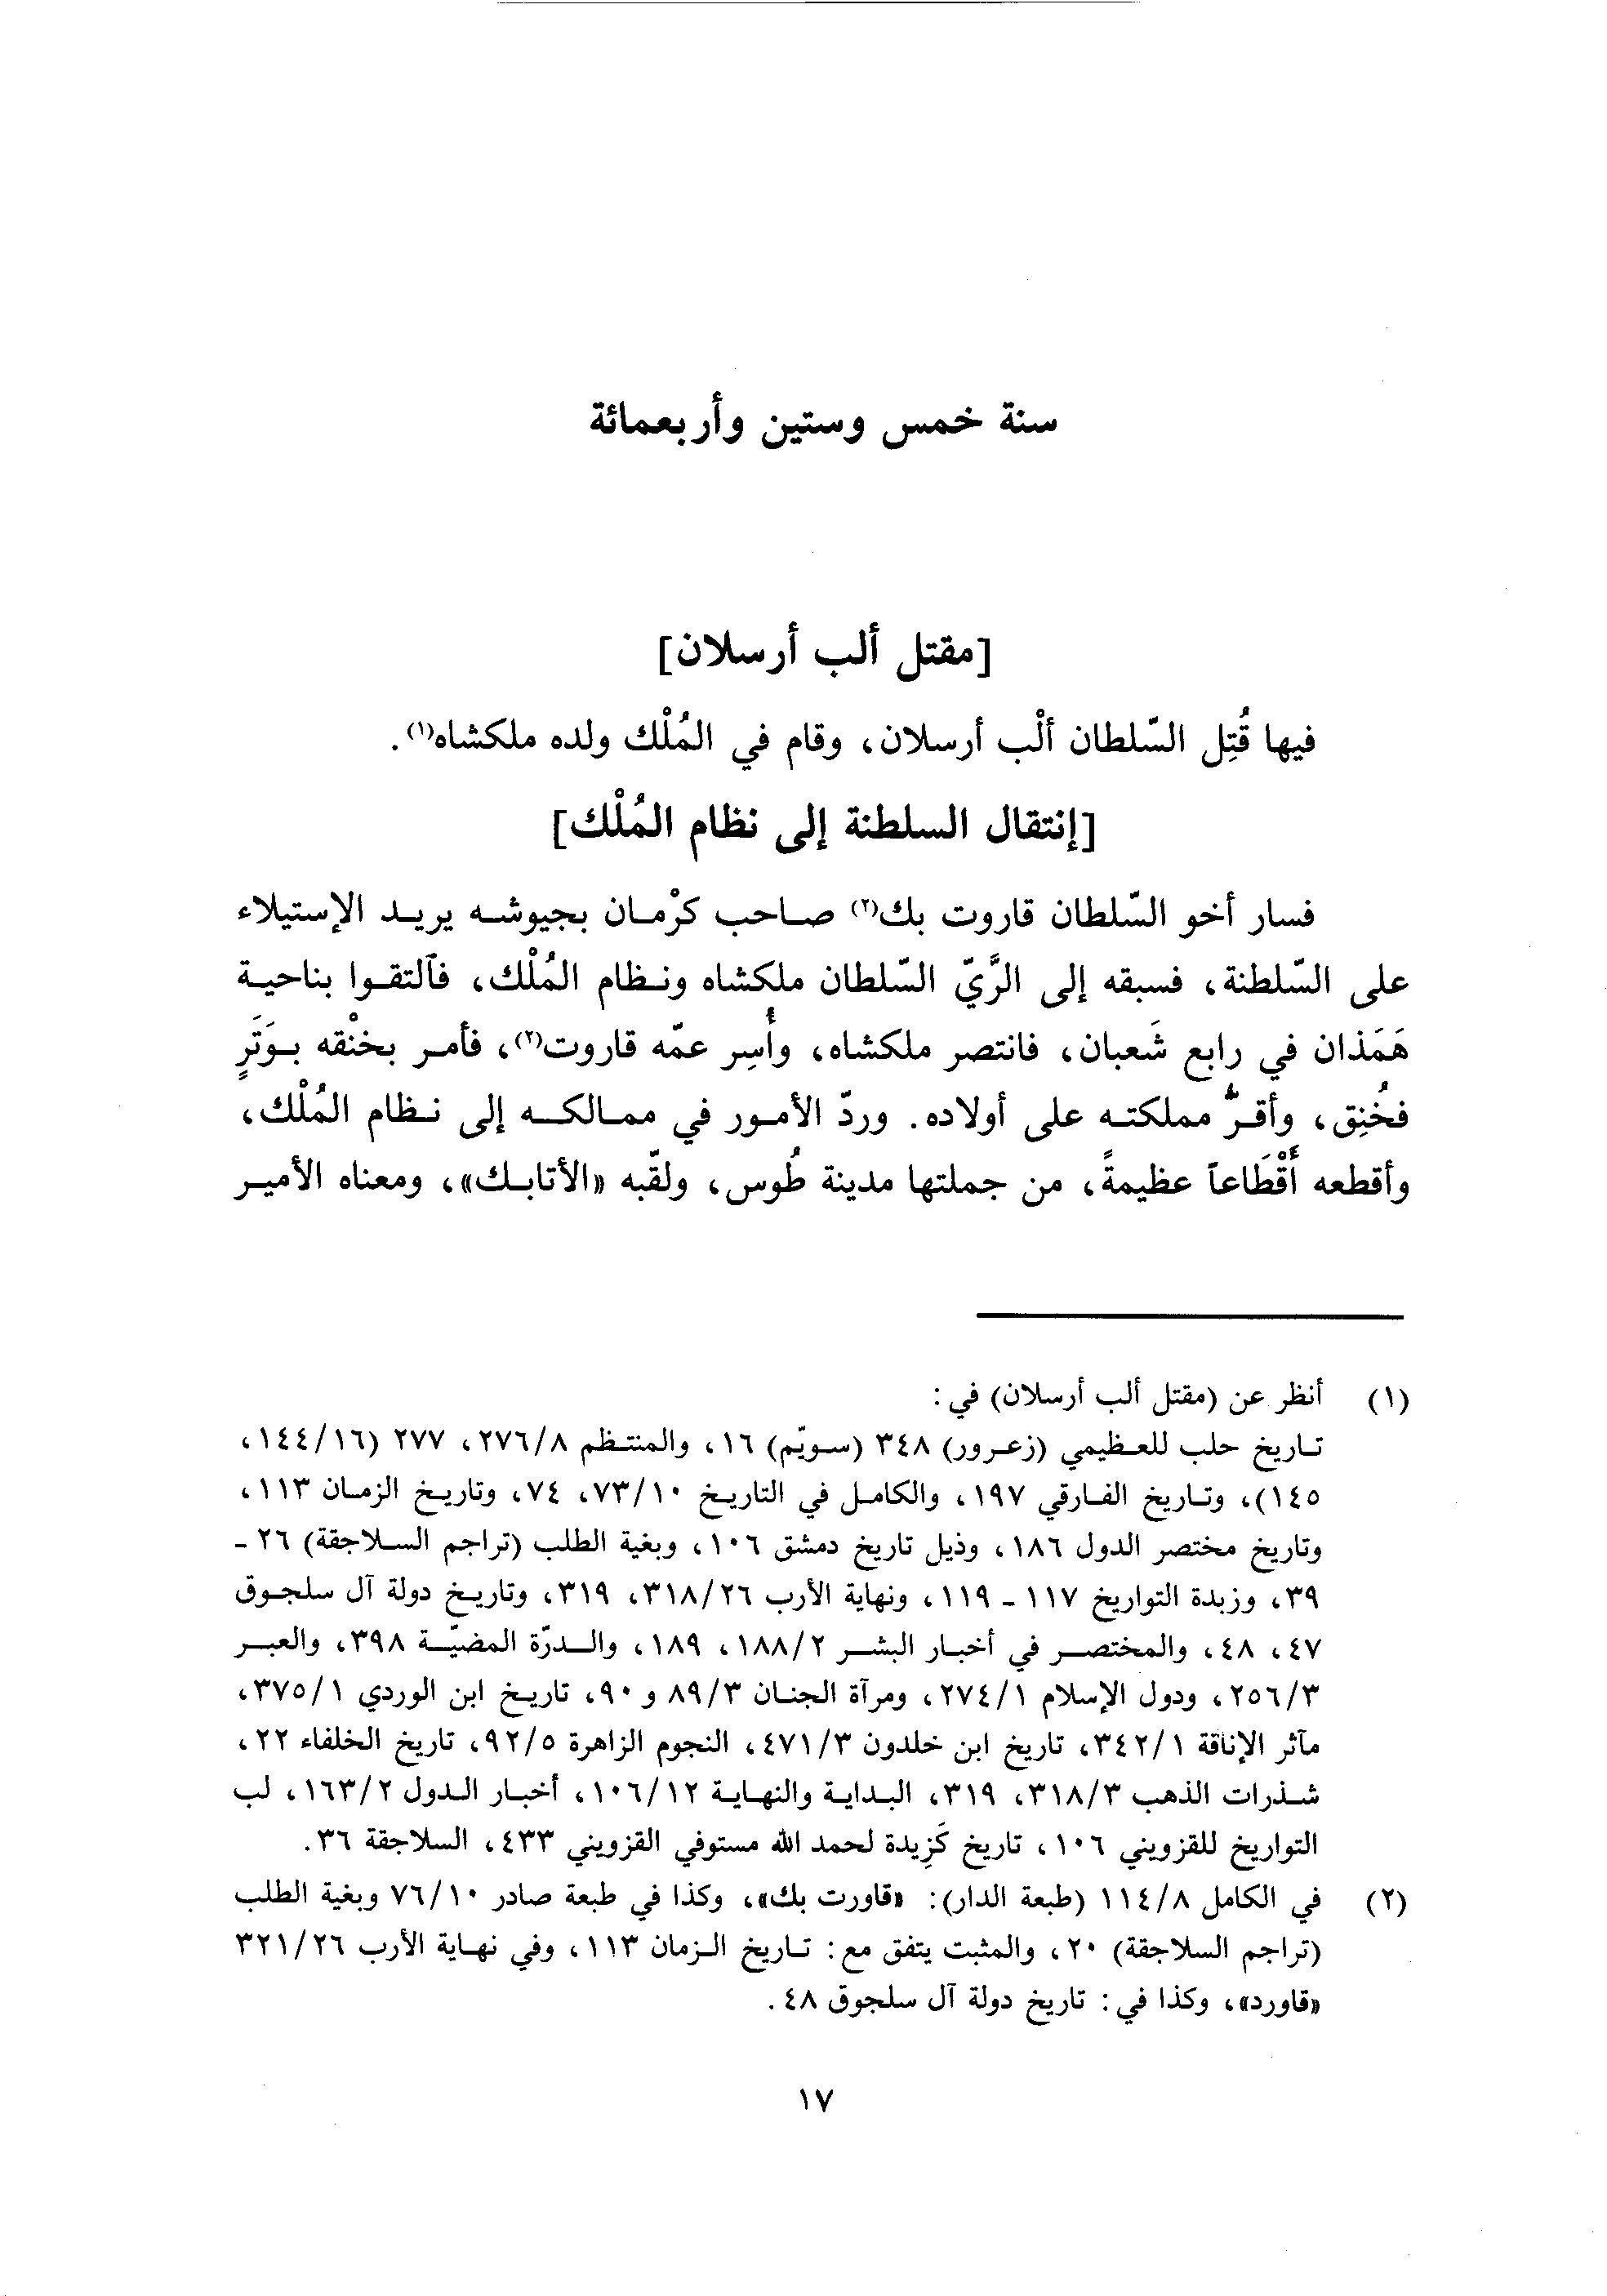 سنة خمس وستين وأربعمائة
[مقتل ألب أرسلان]
فيها قُتِل السّلطان ألْب أرسلان، وقام في المُلْك ولده ملكشاه(١).
[إنتقال السلطنة إلى نظام المُلْك]
فسار أخو السّلطان قاروت بك(٢) صاحب كرْمان بجيوشه يريد الإستيلاء
على السّلطنة، فسبقه إلى الرَّيّ السّلطان ملكشاه ونظام المُلْك، فآلتقوا بناحية
هَمَذان في رابع شَعبان، فانتصر ملكشاه، وأُسِر عمّه قاروت(٢)، فأمر بخنْقه بوَتَرٍ
فخُنِق، وأقرَّ مملكته على أولاده. وردّ الأمور في ممالكه إلى نظام المُلْك،
وأقطعه أَقْطَاعاً عظيمةً، من جملتها مدينة طُوس، ولقّبه «الأتابك»، ومعناه الأمير
(١) أنظر عن (مقتل ألب أرسلان) في:
تاريخ حلب للعظيمي (زعرور) ٣٤٨ (سويّم) ١٦، والمنتظم ٢٧٦/٨، ٢٧٧ (١٤٤/١٦،
١٤٥)، وتاريخ الفارقي ١٩٧، والكامل في التاريخ ٧٣/١٠، ٧٤، وتاريخ الزمان ١١٣،
وتاريخ مختصر الدول ١٨٦، وذيل تاريخ دمشق ١٠٦، وبغية الطلب (تراجم السلاجقة) ٢٦ -
٣٩، وزبدة التواريخ ١١٧ - ١١٩، ونهاية الأرب ٣١٨/٢٦، ٣١٩، وتاريخ دولة آل سلجوق
٤٧، ٤٨، والمختصر في أخبار البشر ١٨٨/٢، ١٨٩، والدرّة المضيّة ٣٩٨، والعبر
٢٥٦/٣، ودول الإسلام ٢٧٤/١، ومرآة الجنان ٨٩/٣ و ٩٠، تاريخ ابن الوردي ٣٧٥/١،
مآثر الإناقة ٣٤٢/١، تاريخ ابن خلدون ٤٧١/٣، النجوم الزاهرة ٩٢/٥، تاريخ الخلفاء ٢٢،
شذرات الذهب ٣١٨/٣، ٣١٩، البداية والنهاية ١٠٦/١٢، أخبار الدول ١٦٣/٢، لب
التواريخ للقزويني ١٠٦، تاريخ كَزِيدة لحمد الله مستوفي القزويني ٤٣٣، السلاجقة ٣٦.
(٢) في الكامل ١١٤/٨ (طبعة الدار): «قاورت بك»، وكذا في طبعة صادر ٧٦/١٠ وبغية الطلب
(تراجم السلاجقة) ٢٠، والمثبت يتفق مع: تاريخ الزمان ١١٣، وفي نهاية الأرب ٣٢١/٢٦
«قاورد»، وكذا في: تاريخ دولة آل سلجوق ٤٨.
١٧